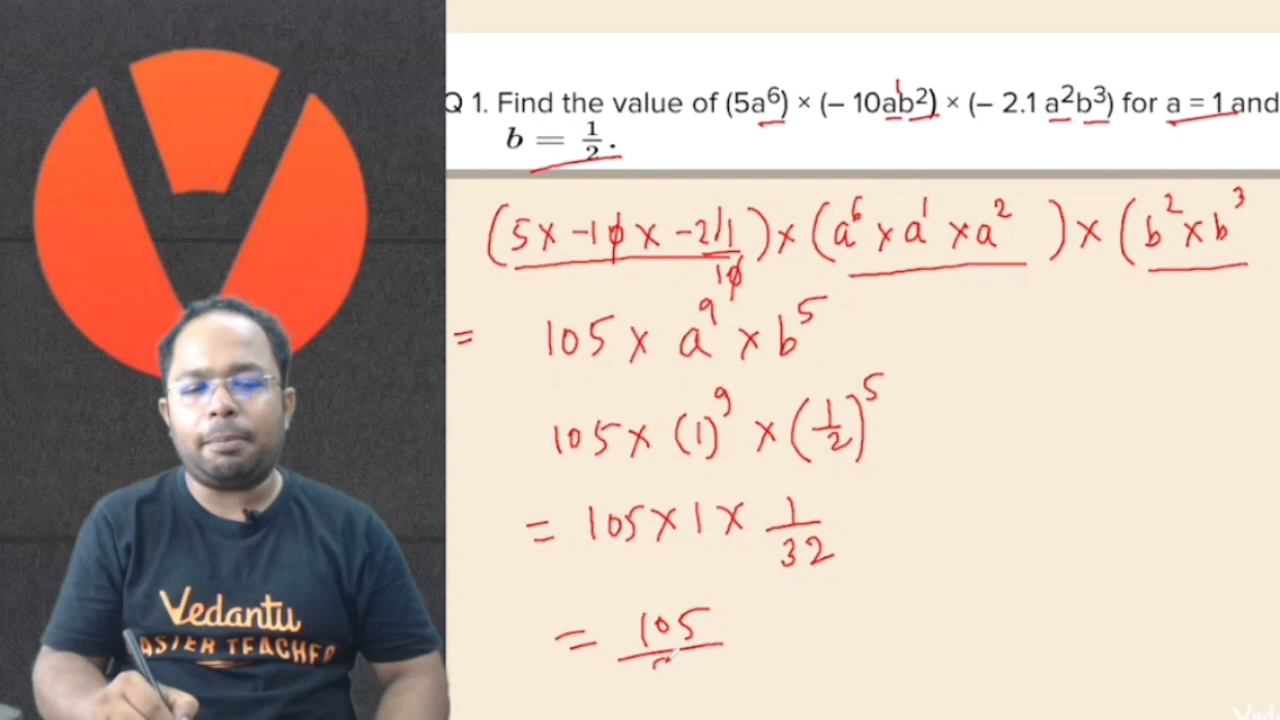 Q 1. Find the value of (5a⁶) × (– 10ab²) × (– 2.1 a²b³) for a = 1 and
b = 1/2.
1
(5 x -10 x -21/10) x (a⁶ x a¹ x a²) x (b² x b³
= 105 x a⁹ x b⁵
105 x (1)⁹ x (1/2)⁵
= 105 x 1 x 1/32
= 105
Vedantu
MASTER TEACHER
Vedan